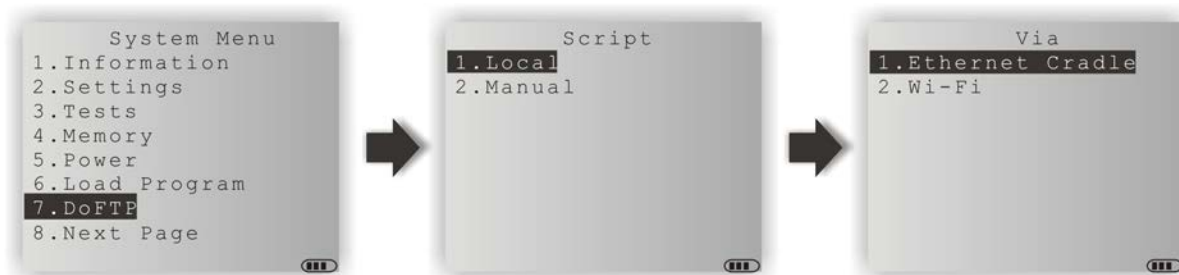 System Menu
1.Information
2.Settings
3.Tests
4.Memory
5.Power
6.Load Program
7.DoFTP
8.Next Page
Script
1.Local
2.Manual
Via
1.Ethernet Cradle
2.Wi-Fi